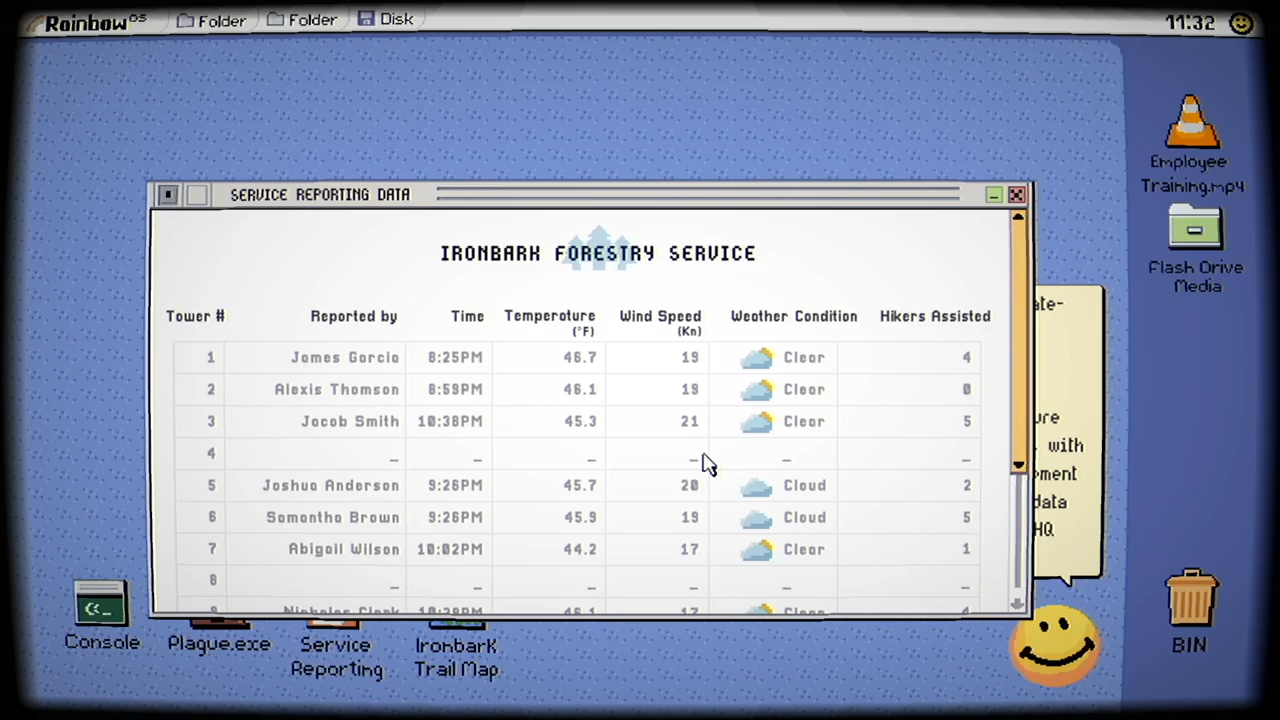 RainbowOS Folder Folder Disk 11:32
Employee
Training.mp4
Flash Drive
Media
SERVICE REPORTING DATA
IRONBARK FORESTRY SERVICE
Tower # Reported by Time Temperature (°F) Wind Speed (Kn) Weather Condition Hikers Assisted
1 James Garcia 8:25PM 46.7 19 Clear 4
2 Alexis Thomson 8:59PM 46.1 19 Clear 0
3 Jacob Smith 10:38PM 45.3 21 Clear 5
4 – – – – – –
5 Joshua Anderson 9:26PM 45.7 20 Cloud 2
6 Samantha Brown 9:26PM 45.9 19 Cloud 5
7 Abigail Wilson 10:02PM 44.2 17 Clear 1
8 – – – – – –
with
data
HQ
Console
Plague.exe
Service
Reporting
Ironbark
Trail Map
BIN